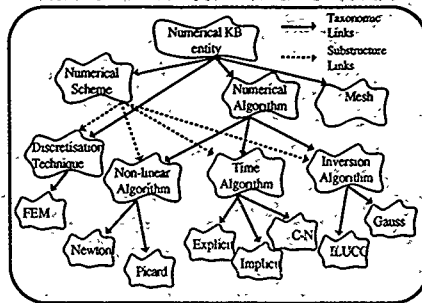 Numerical KB
entity
Taxonomic
Links
Substructure
Links
Numerical
Scheme
Numerical
Algorithm
Mesh
Discretisation
Technique
Non-linear
Algorithm
Time
Algorithm
Inversion
Algorithm
FEM
Newton
Picard
Explicit
Implicit
C-N
Gauss